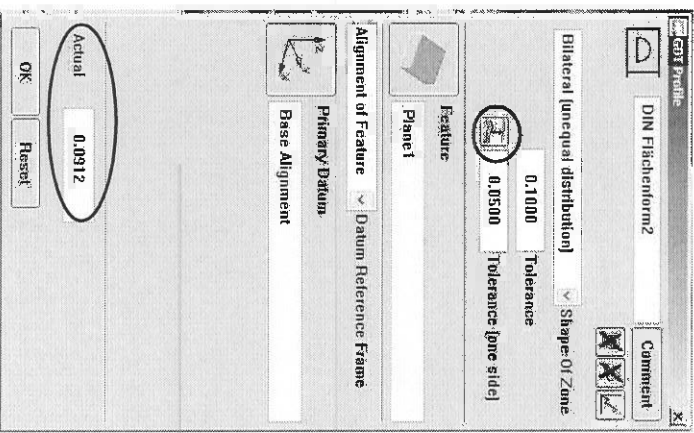 GDT Profile
DIN Flächenform2
Comment
Bilateral (unequal distribution)
Shape Of Zone
0.1000
Tolerance
0.0500
Tolerance (one side)
Feature
Plane1
Alignment of Feature
Datum Reference Frame
Z
Primary Datum
Base Alignment
Actual
0.0912
OK
Reset